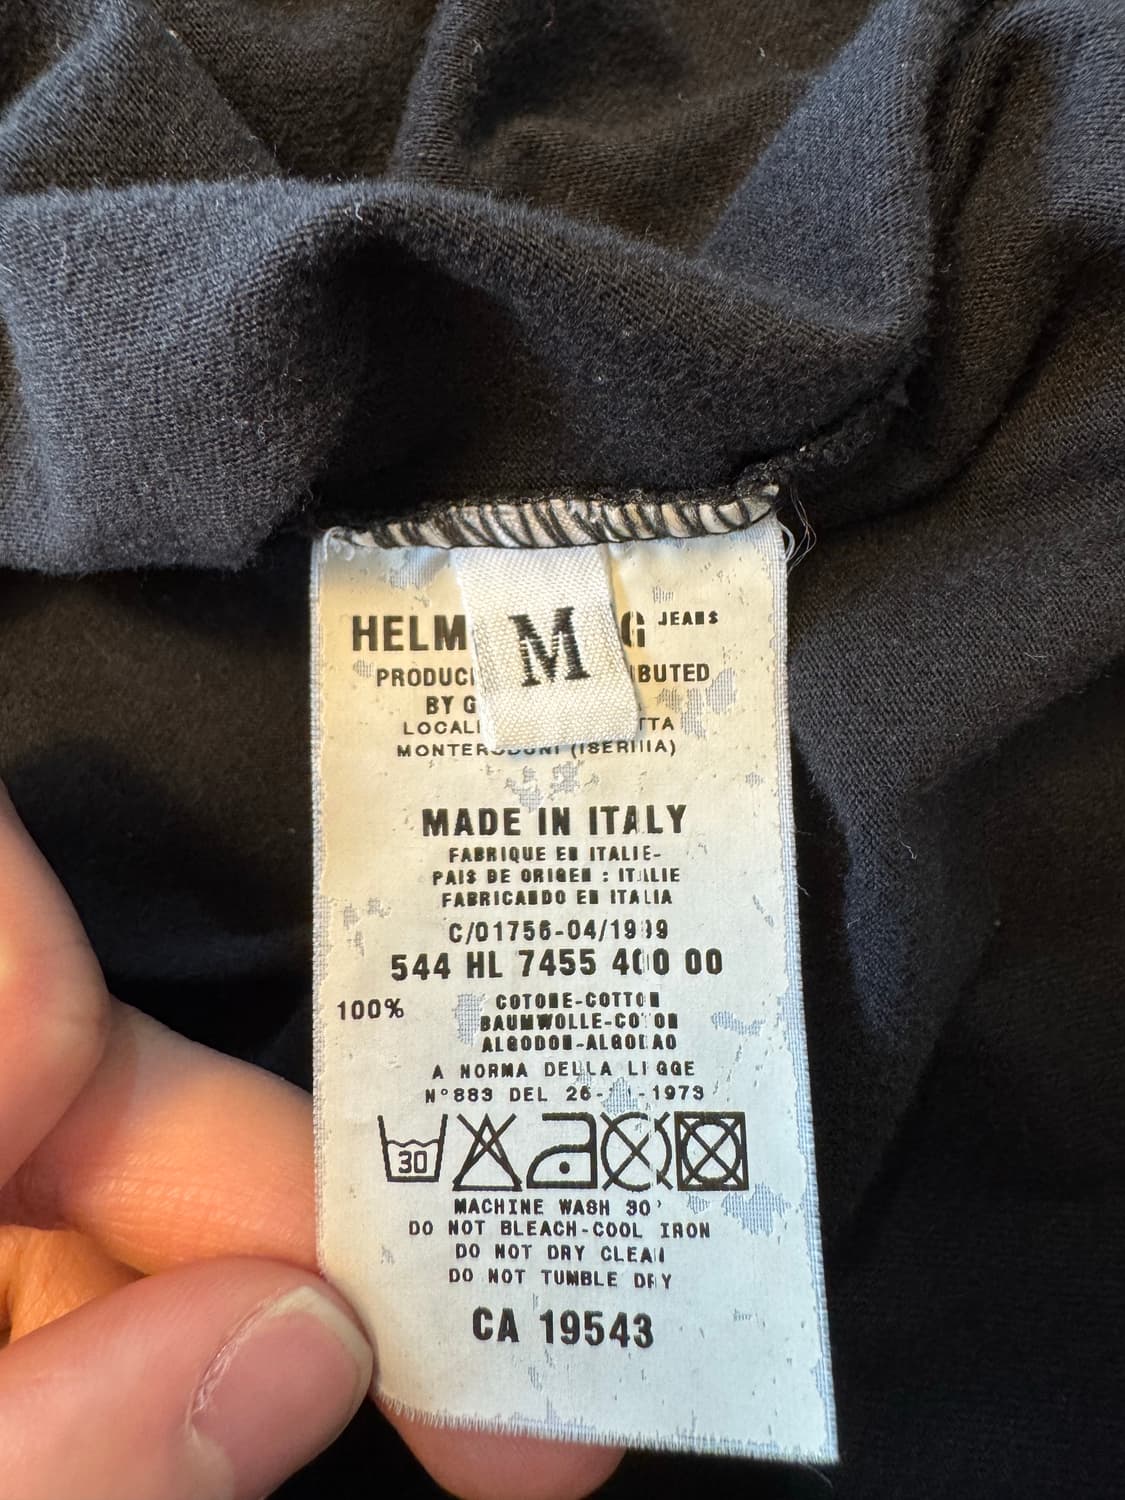 HELM M G JEANS
PRODUC IBUTED
BY G
LOCALI TTA
MONTERODUNI (ISERNIA)
MADE IN ITALY
FABRIQUE EN ITALIE-
PAIS DE ORIGEN : ITALIE
FABRICANDO EN ITALIA
C/01756-04/1999
544 HL 7455 400 00
100% COTONE-COTTON
BAUMWOLLE-COTON
ALGODON-ALGODAO
A NORMA DELLA LEGGE
N°883 DEL 26- -1973
30
MACHINE WASH 30°
DO NOT BLEACH-COOL IRON
DO NOT DRY CLEAN
DO NOT TUMBLE DRY
CA 19543